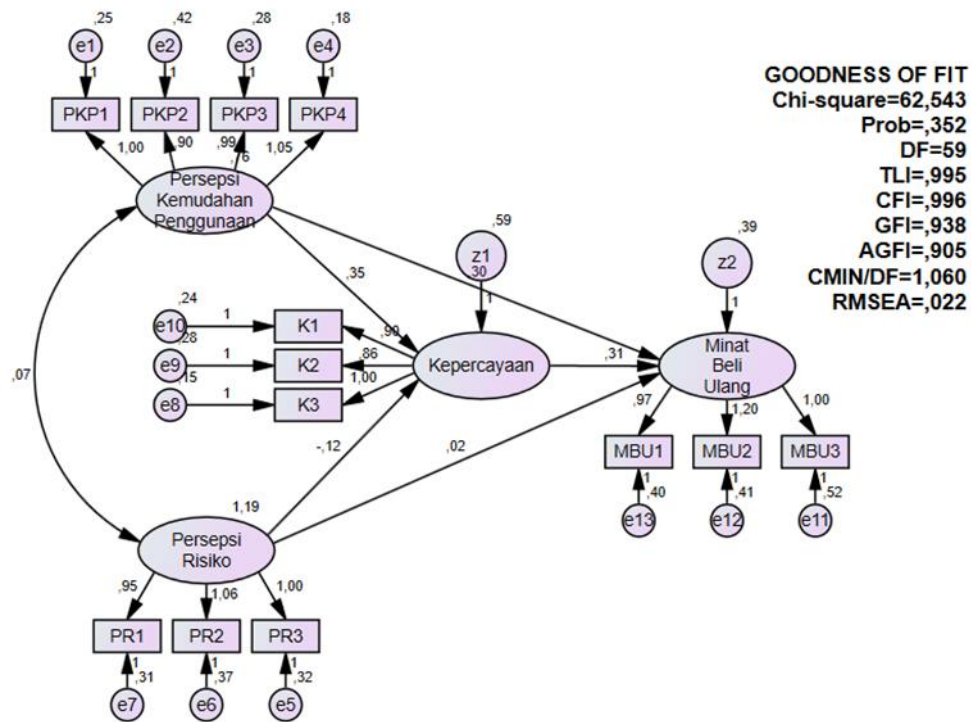 ,25
,42
,28
,18
e1
e2
e3
e4
1
1
1
1
PKP1
PKP2
PKP3
PKP4
1,00
,90
,99
1,05
,76
Persepsi
Kemudahan
Penggunaan
GOODNESS OF FIT
Chi-square=62,543
Prob=,352
DF=59
TLI=,995
CFI=,996
GFI=,938
AGFI=,905
CMIN/DF=1,060
RMSEA=,022
,59
z1
,39
z2
,35
,30
1
1
,24
e10
1
K1
,90
,28
e9
1
K2
,86
,15
e8
1
K3
1,00
Kepercayaan
,31
Minat
Beli
Ulang
,07
-,12
,02
,97
1,20
1,00
MBU1
MBU2
MBU3
1
,40
1
,41
1
,52
e13
e12
e11
1,19
Persepsi
Risiko
,95
1,06
1,00
PR1
PR2
PR3
1
,31
1
,37
1
,32
e7
e6
e5